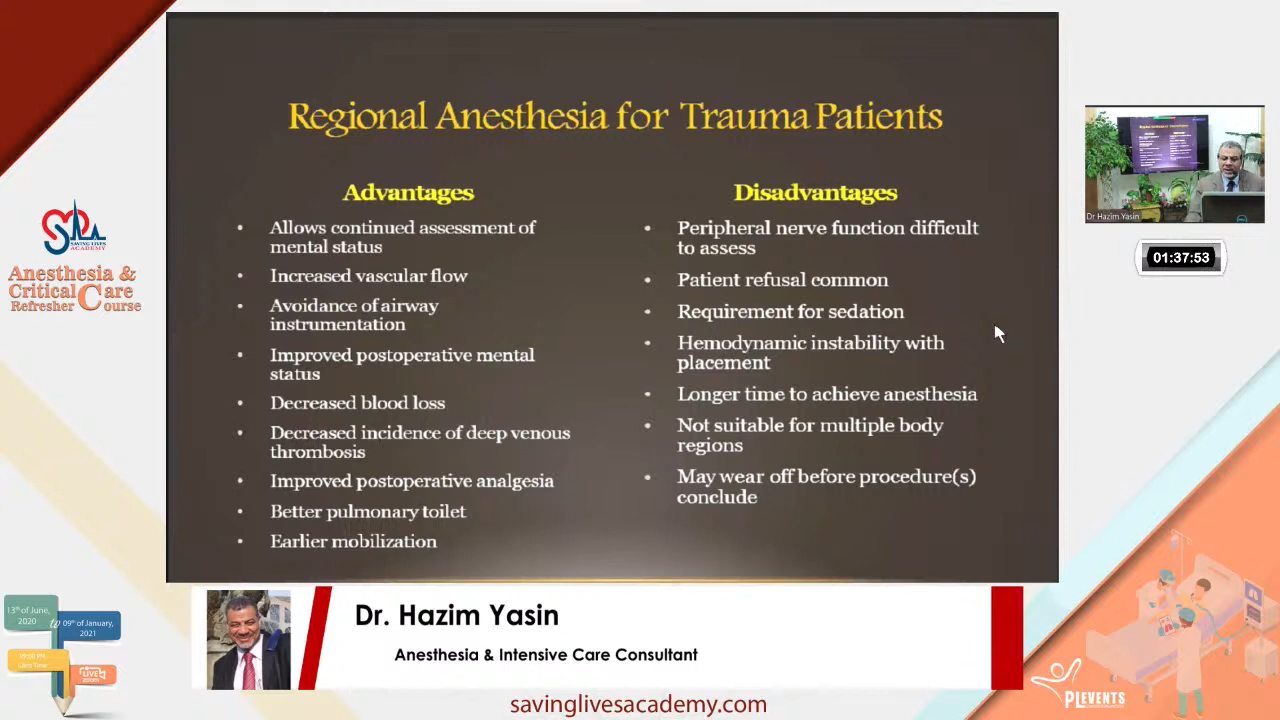 Regional Anesthesia for Trauma Patients
Advantages
• Allows continued assessment of
mental status
• Increased vascular flow
• Avoidance of airway
instrumentation
• Improved postoperative mental
status
• Decreased blood loss
• Decreased incidence of deep venous
thrombosis
• Improved postoperative analgesia
• Better pulmonary toilet
• Earlier mobilization
Disadvantages
• Peripheral nerve function difficult
to assess
• Patient refusal common
• Requirement for sedation
• Hemodynamic instability with
placement
• Longer time to achieve anesthesia
• Not suitable for multiple body
regions
• May wear off before procedure(s)
conclude
SAVING LIVES
ACADEMY
Anesthesia &
Critical Care
Refresher Course
Dr Hazim Yasin
01:37:53
13th of June,
2020
to
09th of January,
2021
LIVE
Dr. Hazim Yasin
Anesthesia & Intensive Care Consultant
savinglivesacademy.com
PLEVENTS